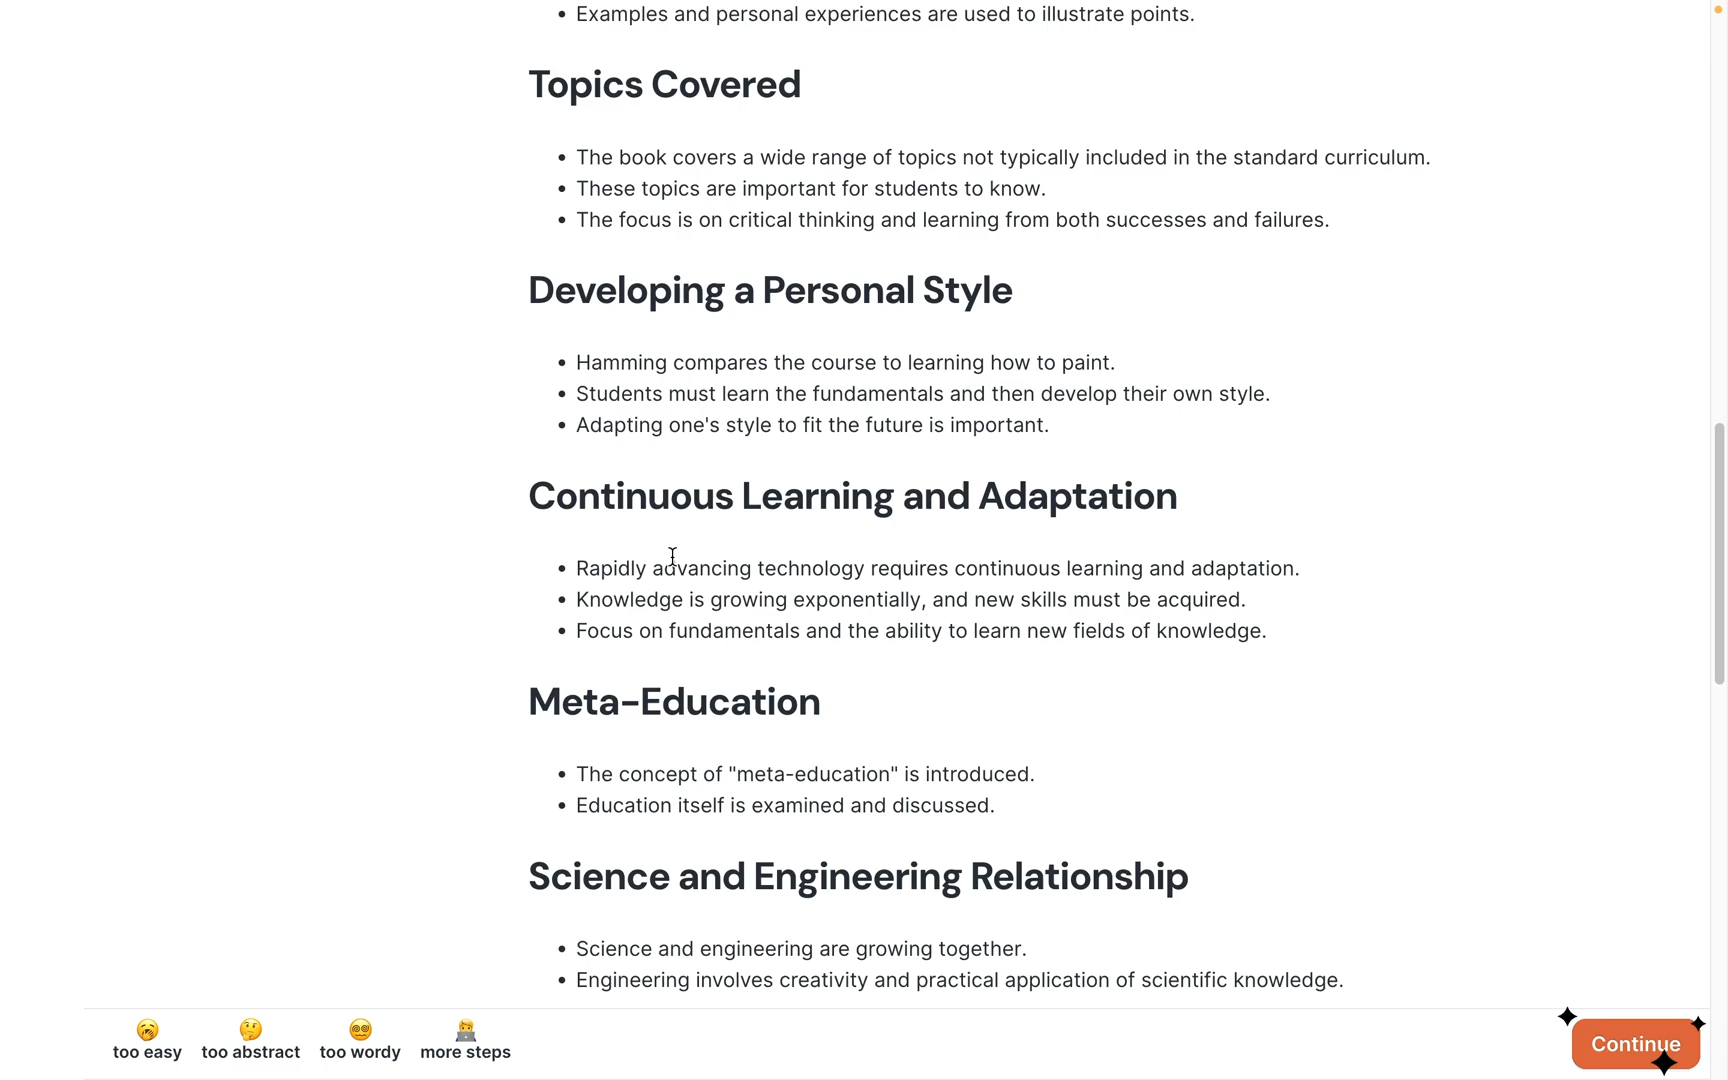 Examples and personal experiences are used to illustrate points.
Topics Covered
The book covers a wide range of topics not typically included in the standard curriculum.
These topics are important for students to know.
The focus is on critical thinking and learning from both successes and failures.
Developing a Personal Style
Hamming compares the course to learning how to paint.
Students must learn the fundamentals and then develop their own style.
Adapting one's style to fit the future is important.
Continuous Learning and Adaptation
Rapidly advancing technology requires continuous learning and adaptation.
Knowledge is growing exponentially, and new skills must be acquired.
Focus on fundamentals and the ability to learn new fields of knowledge.
Meta-Education
The concept of "meta-education" is introduced.
Education itself is examined and discussed.
Science and Engineering Relationship
Science and engineering are growing together.
Engineering involves creativity and practical application of scientific knowledge.
too easy too abstract too wordy more steps Continue